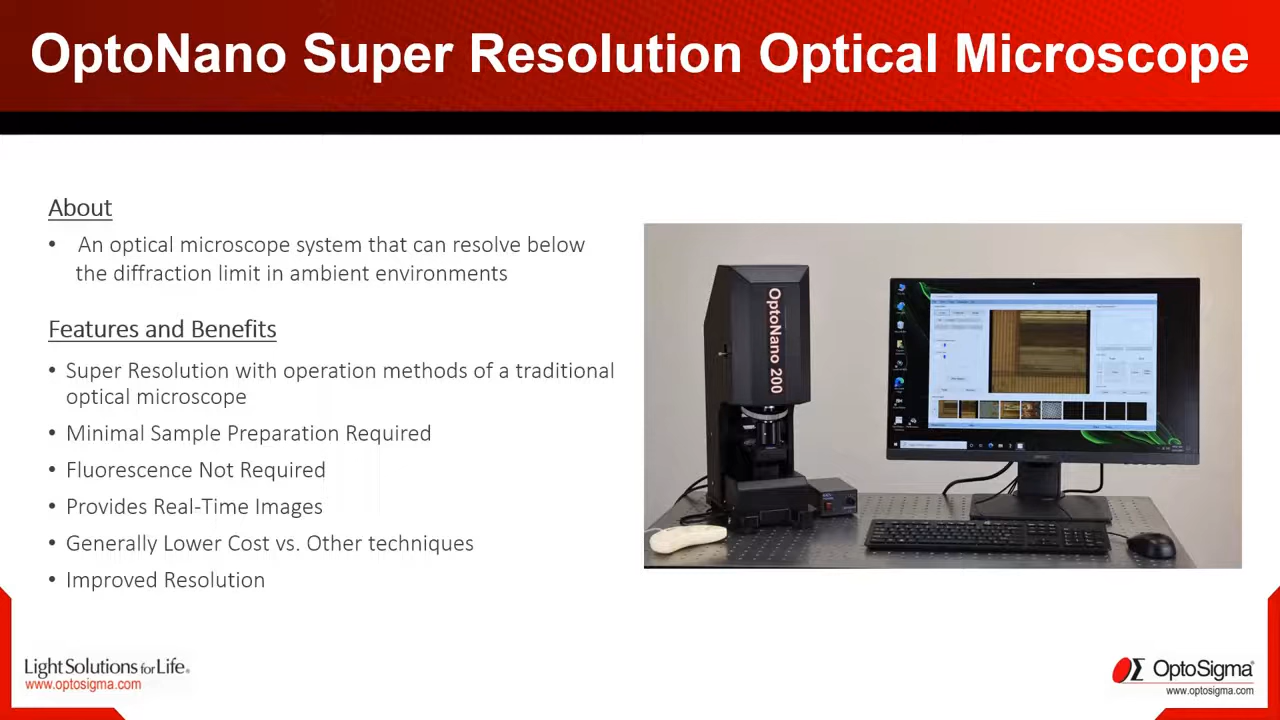 OptoNano Super Resolution Optical Microscope
About
• An optical microscope system that can resolve below
the diffraction limit in ambient environments
Features and Benefits
• Super Resolution with operation methods of a traditional
optical microscope
• Minimal Sample Preparation Required
• Fluorescence Not Required
• Provides Real-Time Images
• Generally Lower Cost vs. Other techniques
• Improved Resolution
OptoNano 200
Light Solutions for Life®
www.optosigma.com
OptoSigma®
www.optosigma.com